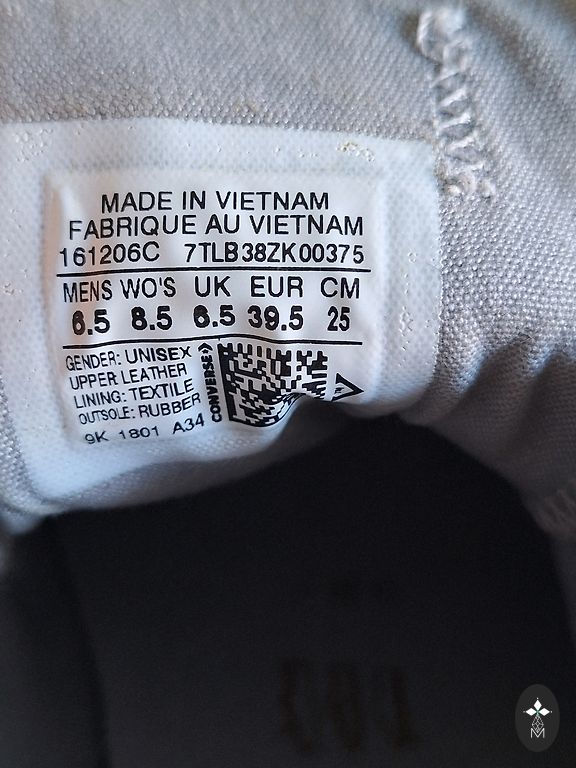 MADE IN VIETNAM
FABRIQUE AU VIETNAM
161206C 7TLB38ZK00375
MENS WO'S UK EUR CM
6.5 8.5 6.5 39.5 25
GENDER: UNISEX
UPPER: LEATHER
LINING: TEXTILE
OUTSOLE: RUBBER
9K 1801 A34
CONVERSE
M